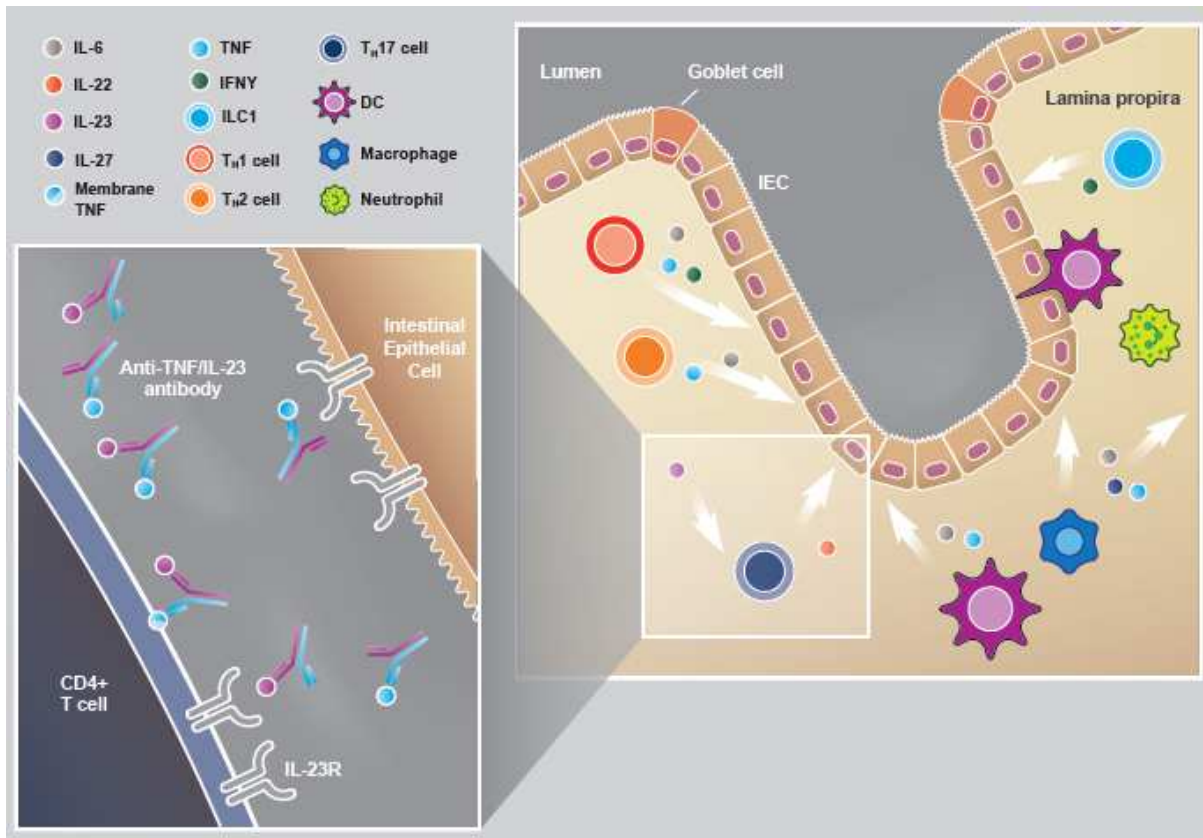 IL-6
IL-22
IL-23
IL-27
Membrane
TNF
TNF
IFNY
ILC1
TH1 cell
TH2 cell
TH17 cell
DC
Macrophage
Neutrophil
Lumen
Goblet cell
Lamina propira
IEC
Intestinal
Epithelial
Cell
Anti-TNF/IL-23
antibody
CD4+
T cell
IL-23R